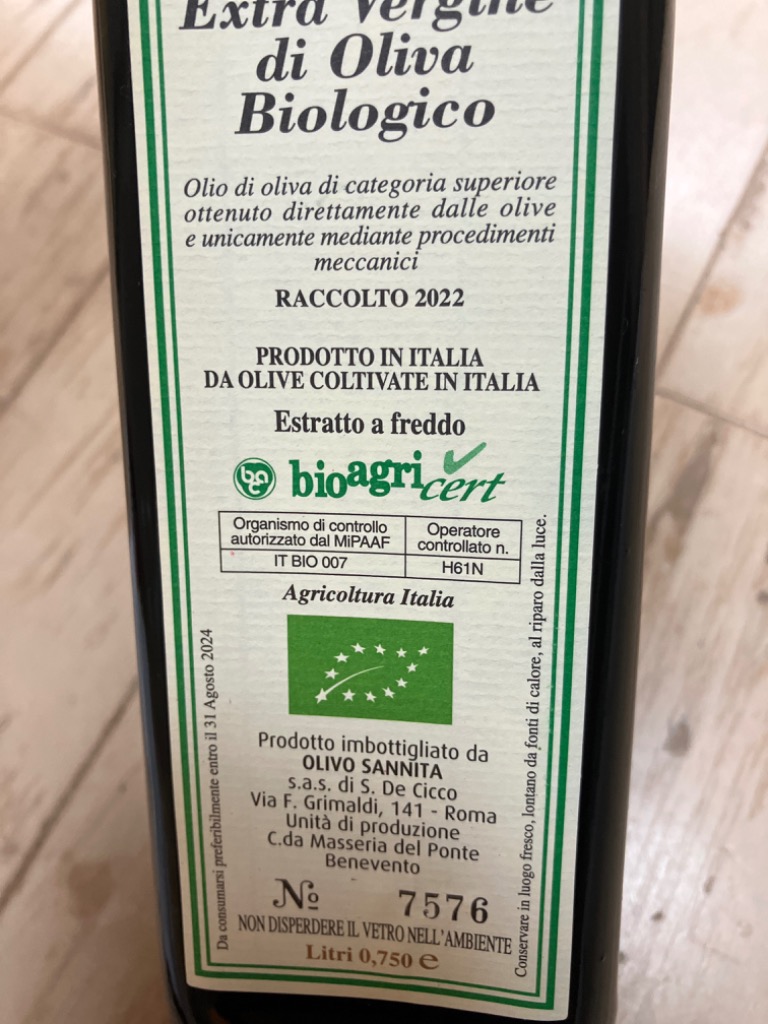 Extra Vergine
di Oliva
Biologico
Olio di oliva di categoria superiore
ottenuto direttamente dalle olive
e unicamente mediante procedimenti
meccanici
RACCOLTO 2022
PRODOTTO IN ITALIA
DA OLIVE COLTIVATE IN ITALIA
Estratto a freddo
bioagricert
Organismo di controllo
autorizzato dal MiPAAF
IT BIO 007
Operatore
controllato n.
H61N
Agricoltura Italia
Prodotto imbottigliato da
OLIVO SANNITA
s.a.s. di S. De Cicco
Via F. Grimaldi, 141 - Roma
Unità di produzione
C.da Masseria del Ponte
Benevento
No 7576
NON DISPERDERE IL VETRO NELL'AMBIENTE
Litri 0,750 e
Da consumarsi preferibilmente entro il 31 Agosto 2024
Conservare in luogo fresco, lontano da fonti di calore, al riparo dalla luce.